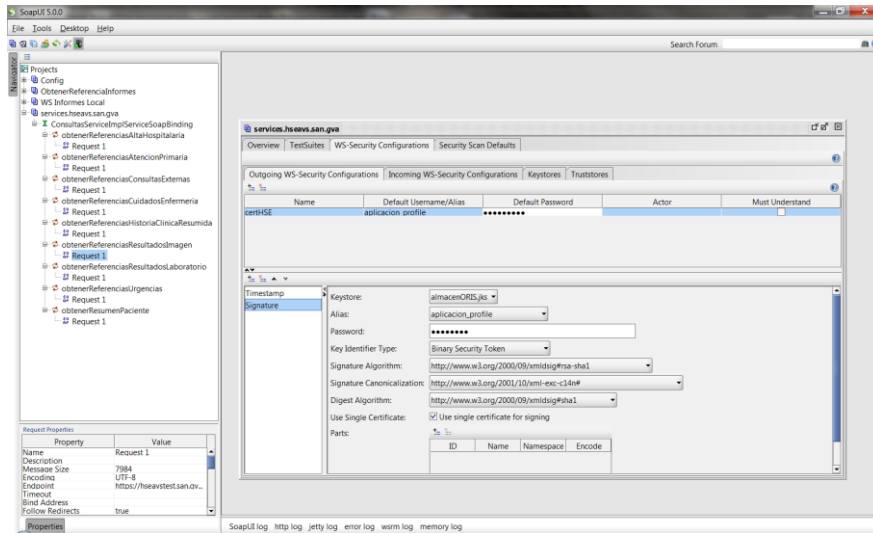 SoapUI 5.0.0
File Tools Desktop Help
Search Forum
Navigator
Projects
Config
ObtenerReferenciaInformes
WS Informes Local
services.hseavs.san.gva
ConsultasServiceImplServiceSoapBinding
obtenerReferenciasAltaHospitalaria
Request 1
obtenerReferenciasAtencionPrimaria
Request 1
obtenerReferenciasConsultasExternas
Request 1
obtenerReferenciasCuidadosEnfermeria
Request 1
obtenerReferenciasHistoriaClinicaResumida
Request 1
obtenerReferenciasResultadosImagen
Request 1
obtenerReferenciasResultadosLaboratorio
Request 1
obtenerReferenciasUrgencias
Request 1
obtenerResumenPaciente
Request 1
services.hseavs.san.gva
Overview TestSuites WS-Security Configurations Security Scan Defaults
Outgoing WS-Security Configurations Incoming WS-Security Configurations Keystores Truststores
Name Default Username/Alias Default Password Actor Must Understand
certHSE aplicacion_profile •••••••••
Timestamp
Signature
Keystore: almacenORIS.jks
Alias: aplicacion_profile
Password: ••••••••
Key Identifier Type: Binary Security Token
Signature Algorithm: http://www.w3.org/2000/09/xmldsig#rsa-sha1
Signature Canonicalization: http://www.w3.org/2001/10/xml-exc-c14n#
Digest Algorithm: http://www.w3.org/2000/09/xmldsig#sha1
Use Single Certificate: Use single certificate for signing
Parts:
ID Name Namespace Encode
Request Properties
Property Value
Name Request 1
Description
Message Size 7984
Encoding UTF-8
Endpoint https://hseavstest.san.gv...
Timeout
Bind Address
Follow Redirects true
Properties
SoapUI log http log jetty log error log wsrm log memory log